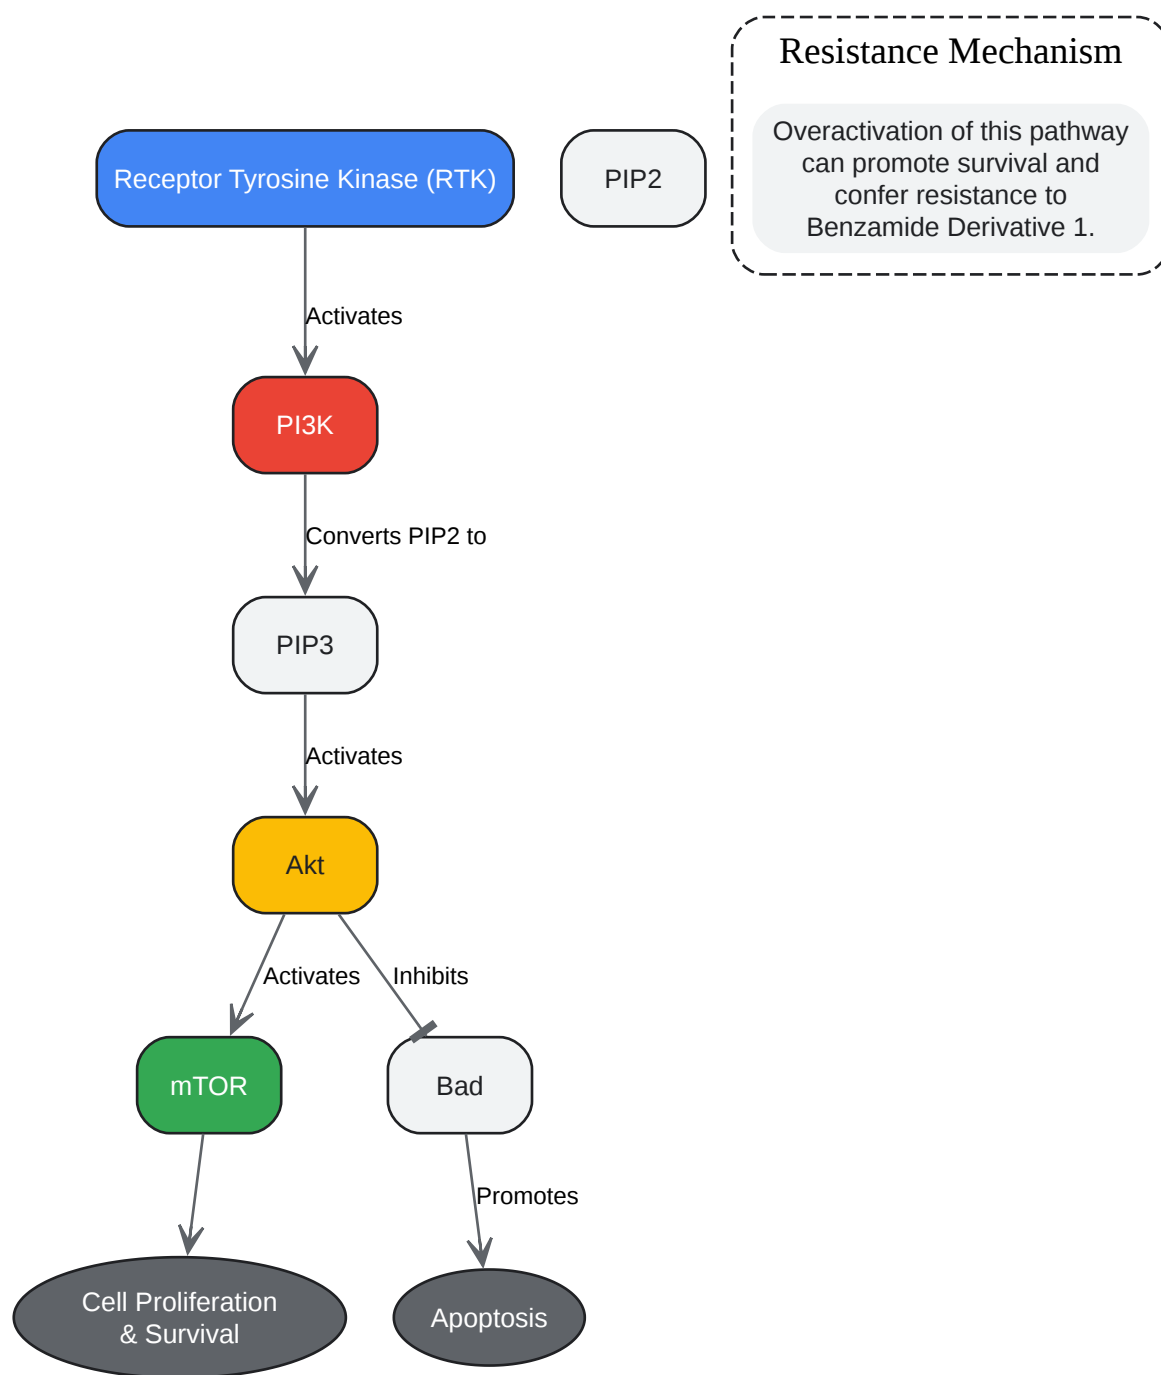 Resistance Mechanism
Overactivation of this pathway
can promote survival and
confer resistance to
Benzamide Derivative 1.
Receptor Tyrosine Kinase (RTK)
PIP2
Activates
PI3K
Converts PIP2 to
PIP3
Activates
Akt
Activates
Inhibits
mTOR
Bad
Promotes
Cell Proliferation
& Survival
Apoptosis